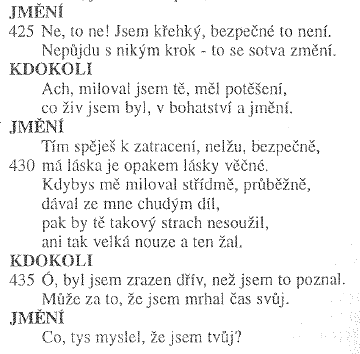 JMĚNÍ
425 Ne, to ne! Jsem křehký, bezpečné to není.
Nepůjdu s nikým krok - to se sotva změní.
KDOKOLI
Ach, miloval jsem tě, měl potěšení,
co živ jsem byl, v bohatství a jmění.
JMĚNÍ
Tím spěješ k zatracení, nelžu, bezpečně,
430 má láska je opakem lásky věčné.
Kdybys mě miloval střídmě, průběžně,
dával ze mne chudým díl,
pak by tě takový strach nesoužil,
ani tak velká nouze a ten žal.
KDOKOLI
435 Ó, byl jsem zrazen dřív, než jsem to poznal.
Může za to, že jsem mrhal čas svůj.
JMĚNÍ
Co, tys myslel, že jsem tvůj?